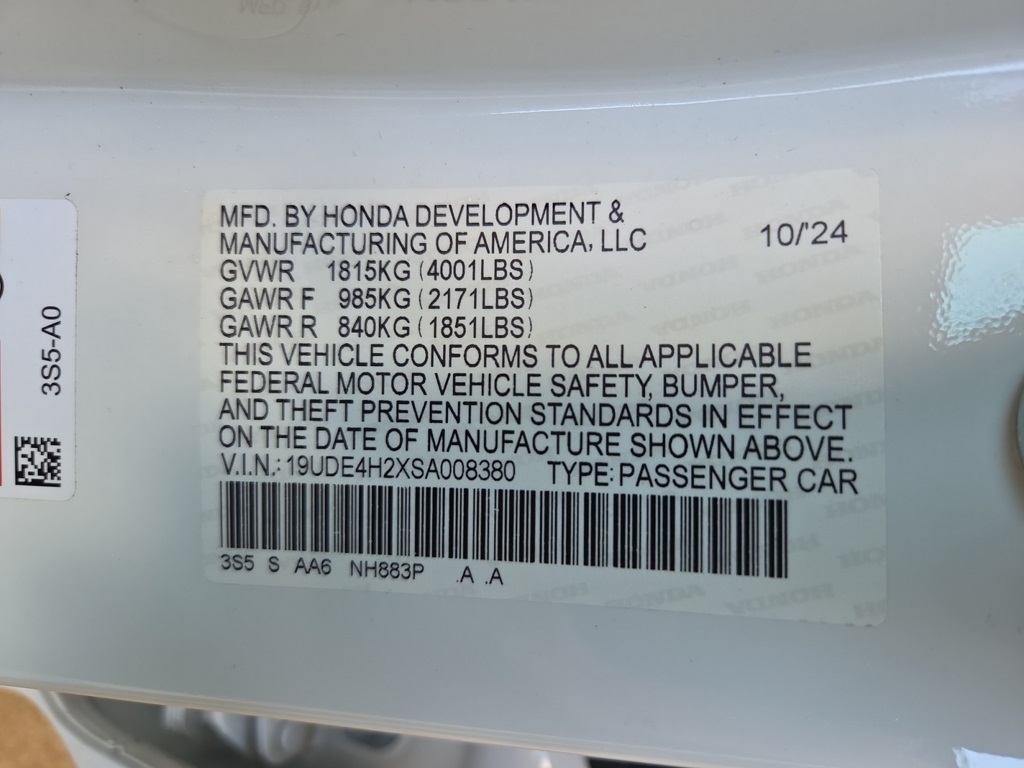 MFD. BY HONDA DEVELOPMENT &
MANUFACTURING OF AMERICA, LLC 10/'24
GVWR 1815KG (4001LBS)
GAWR F 985KG (2171LBS)
GAWR R 840KG (1851LBS)
THIS VEHICLE CONFORMS TO ALL APPLICABLE
FEDERAL MOTOR VEHICLE SAFETY, BUMPER,
AND THEFT PREVENTION STANDARDS IN EFFECT
ON THE DATE OF MANUFACTURE SHOWN ABOVE.
V.I.N.: 19UDE4H2XSA008380 TYPE: PASSENGER CAR
3S5 S AA6 NH883P .A .A
3S5-A0